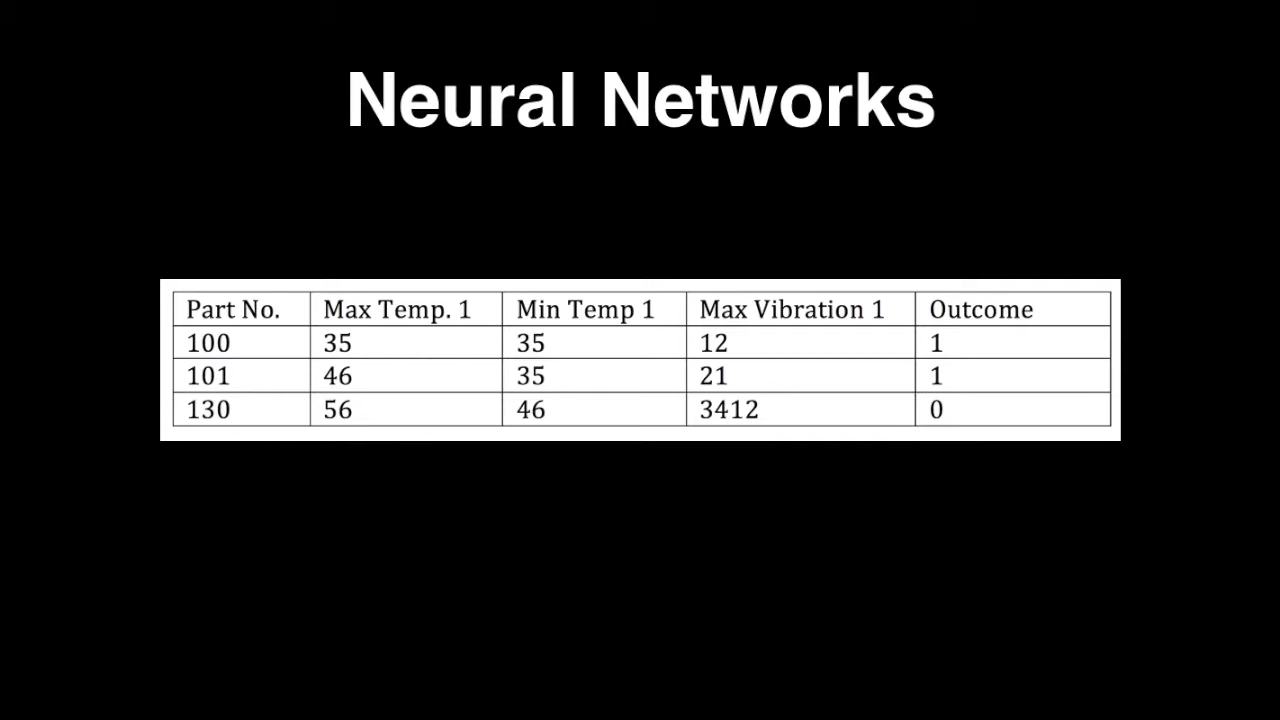 Neural Networks
Part No. Max Temp. 1 Min Temp 1 Max Vibration 1 Outcome
100 35 35 12 1
101 46 35 21 1
130 56 46 3412 0